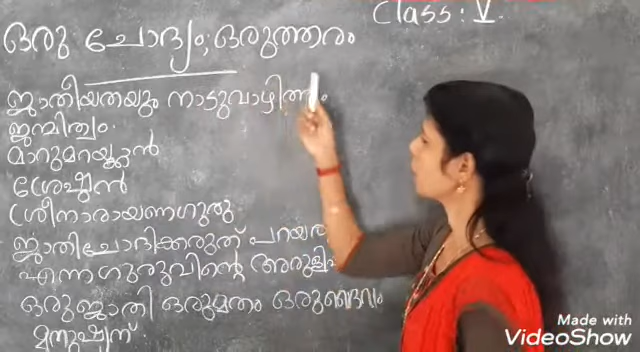 Class : V.
ഒരു ചോദ്യം, ഒരുത്തരം
ജാതീയതയും നാട്ടുവാഴിത്തം
ജന്മിത്വം.
മാറുമറയ്ക്കാൻ
ശ്രേഷ്ഠൻ
ശ്രീനാരായണഗുരു
ജാതിചോദിക്കരുത് പറയരു
എന്നഗുരുവിന്റെ അരുളി
ഒരുജാതി ഒരുമതം ഒരുദൈവം
മനുഷ്യന്
Made with
VideoShow